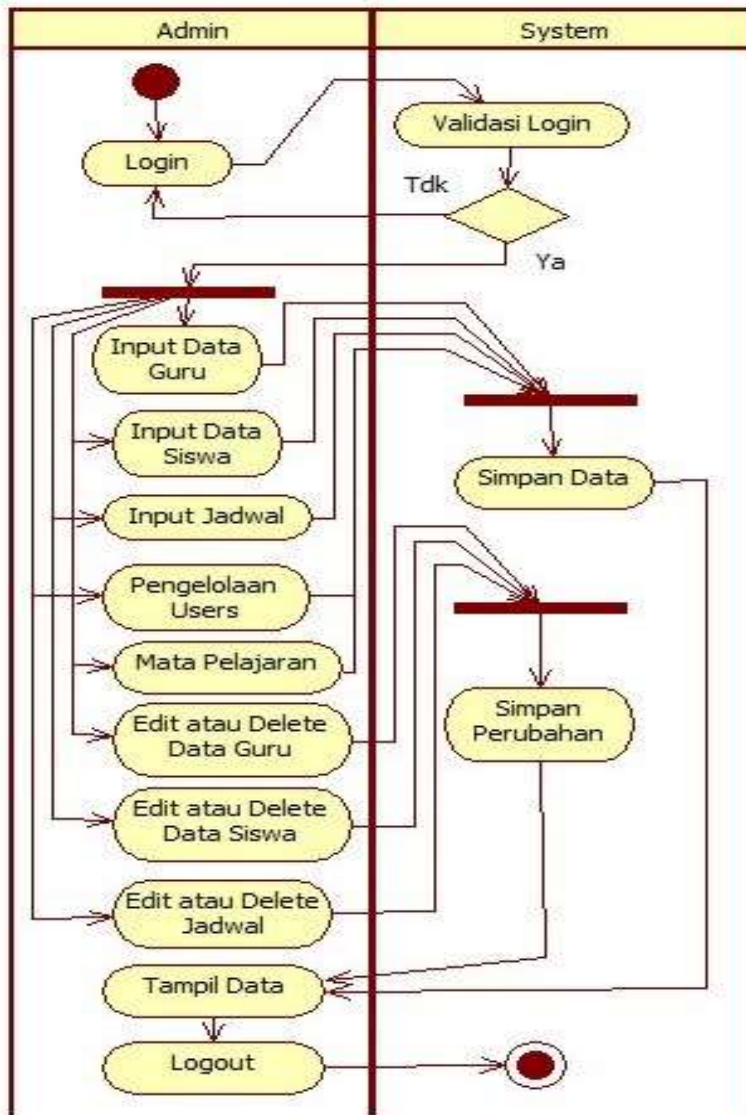 Admin
System
Validasi Login
Login
Tdk
Ya
Input Data
Guru
Input Data
Siswa
Simpan Data
Input Jadwal
Pengelolaan
Users
Mata Pelajaran
Simpan
Perubahan
Edit atau Delete
Data Guru
Edit atau Delete
Data Siswa
Edit atau Delete
Jadwal
Tampil Data
Logout